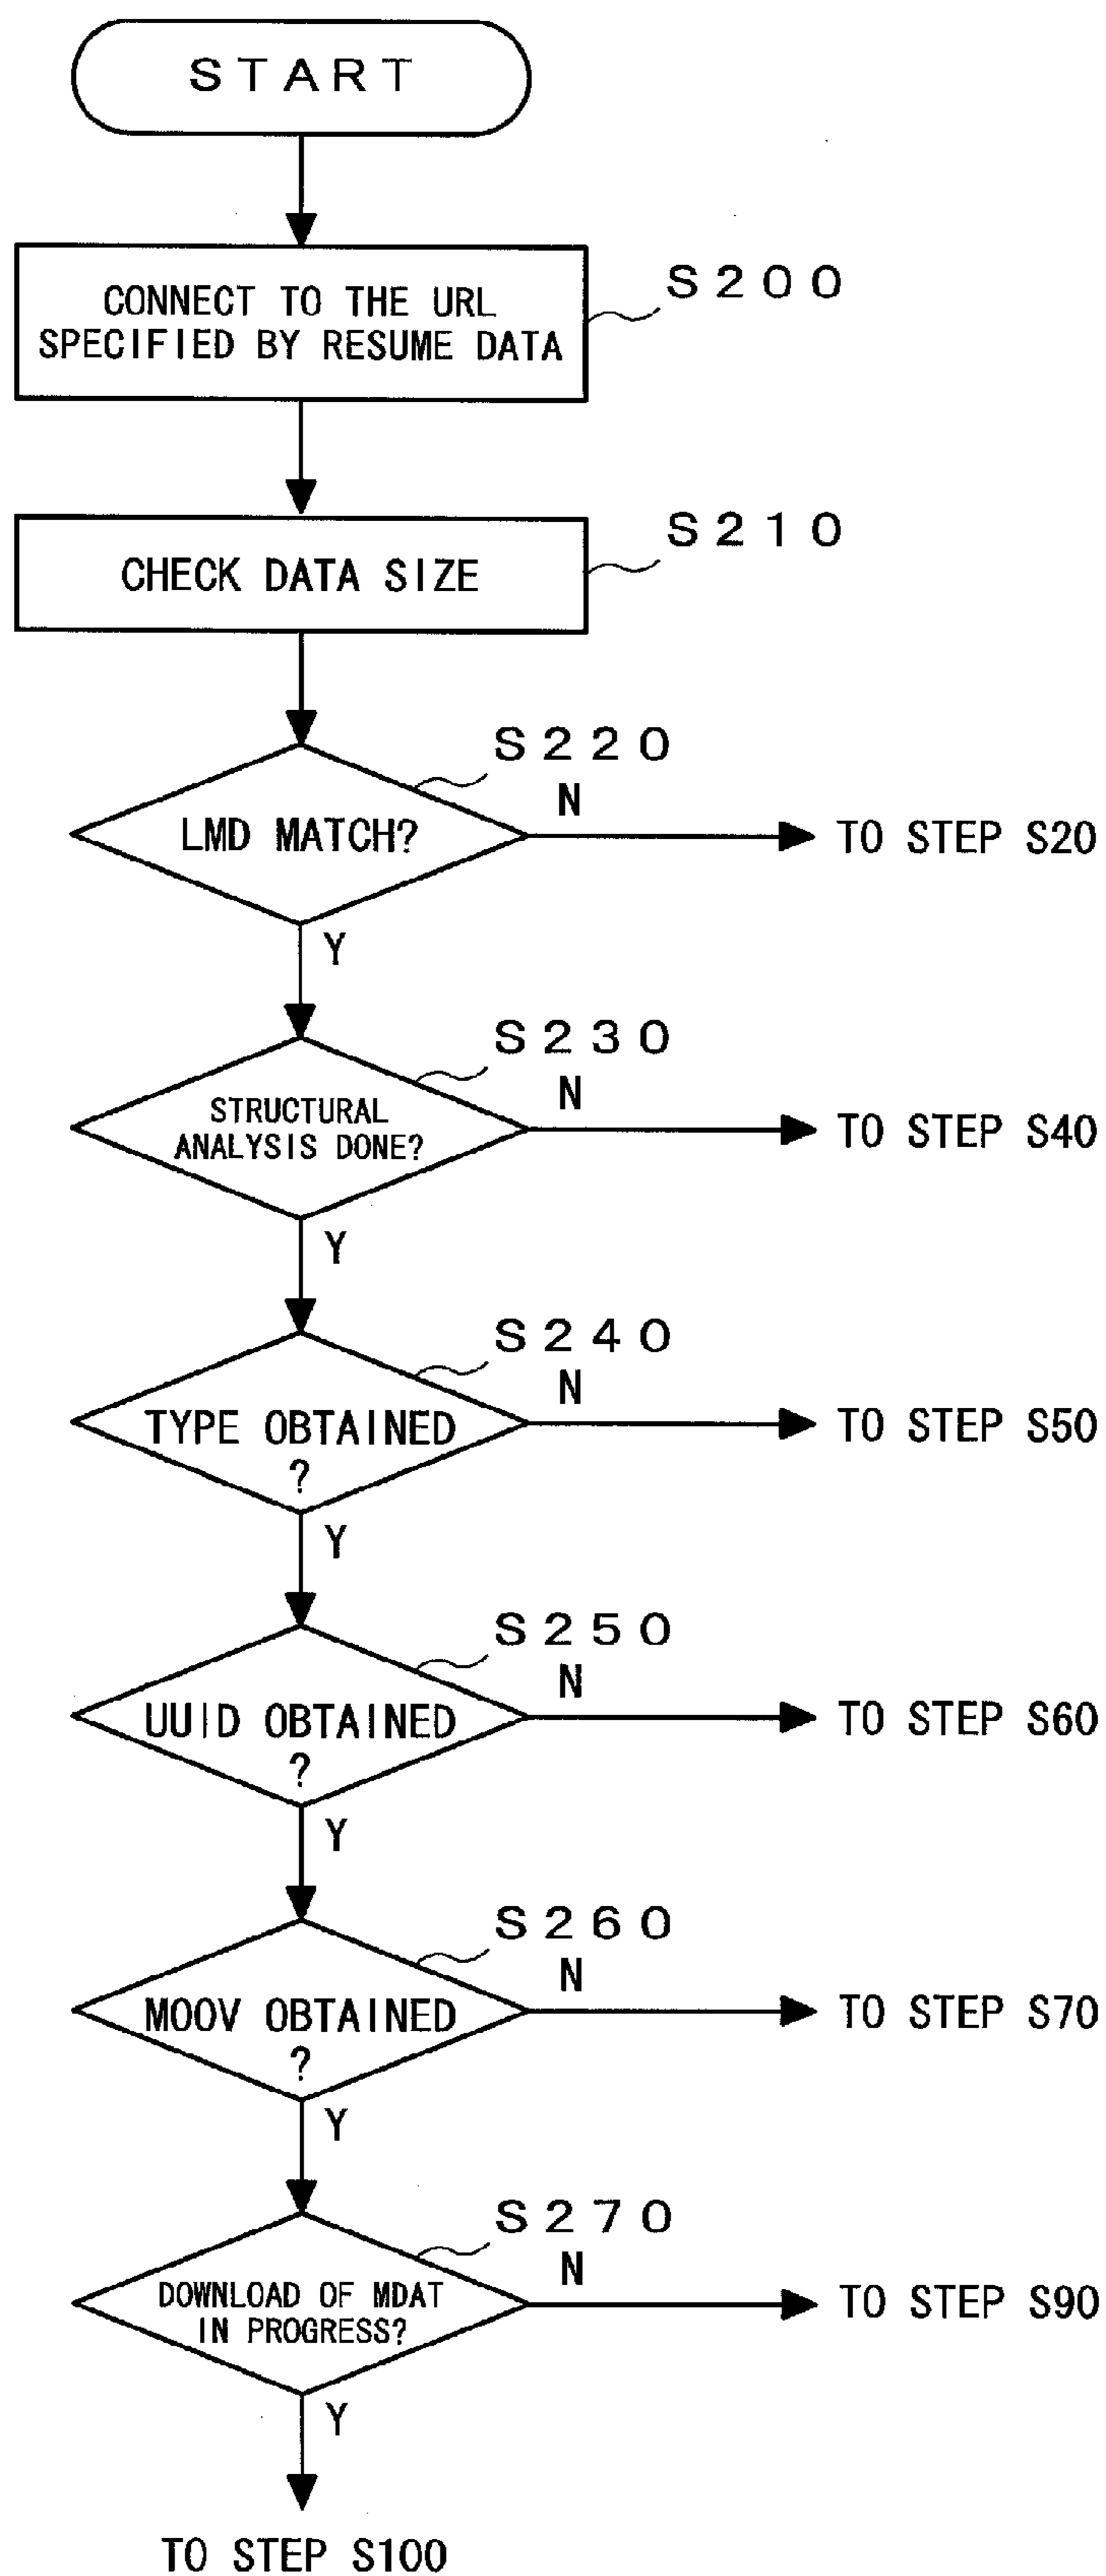 START
CONNECT TO THE URL
SPECIFIED BY RESUME DATA
S200
CHECK DATA SIZE
S210
LMD MATCH?
S220
N
TO STEP S20
Y
STRUCTURAL
ANALYSIS DONE?
S230
N
TO STEP S40
Y
TYPE OBTAINED
?
S240
N
TO STEP S50
Y
UUID OBTAINED
?
S250
N
TO STEP S60
Y
MOOV OBTAINED
?
S260
N
TO STEP S70
Y
DOWNLOAD OF MDAT
IN PROGRESS?
S270
N
TO STEP S90
Y
TO STEP S100